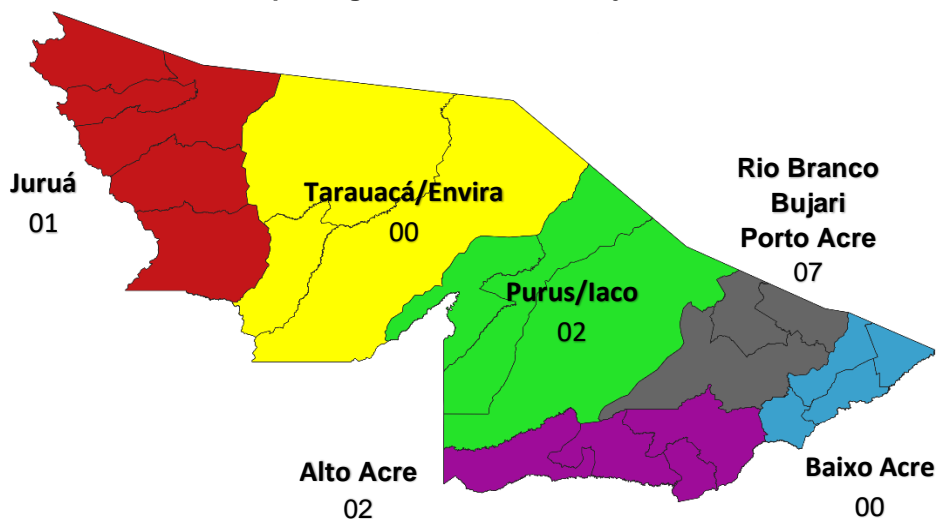 Juruá
01
Tarauacá/Envira
00
Rio Branco
Bujari
Porto Acre
07
Purus/Iaco
02
Alto Acre
02
Baixo Acre
00